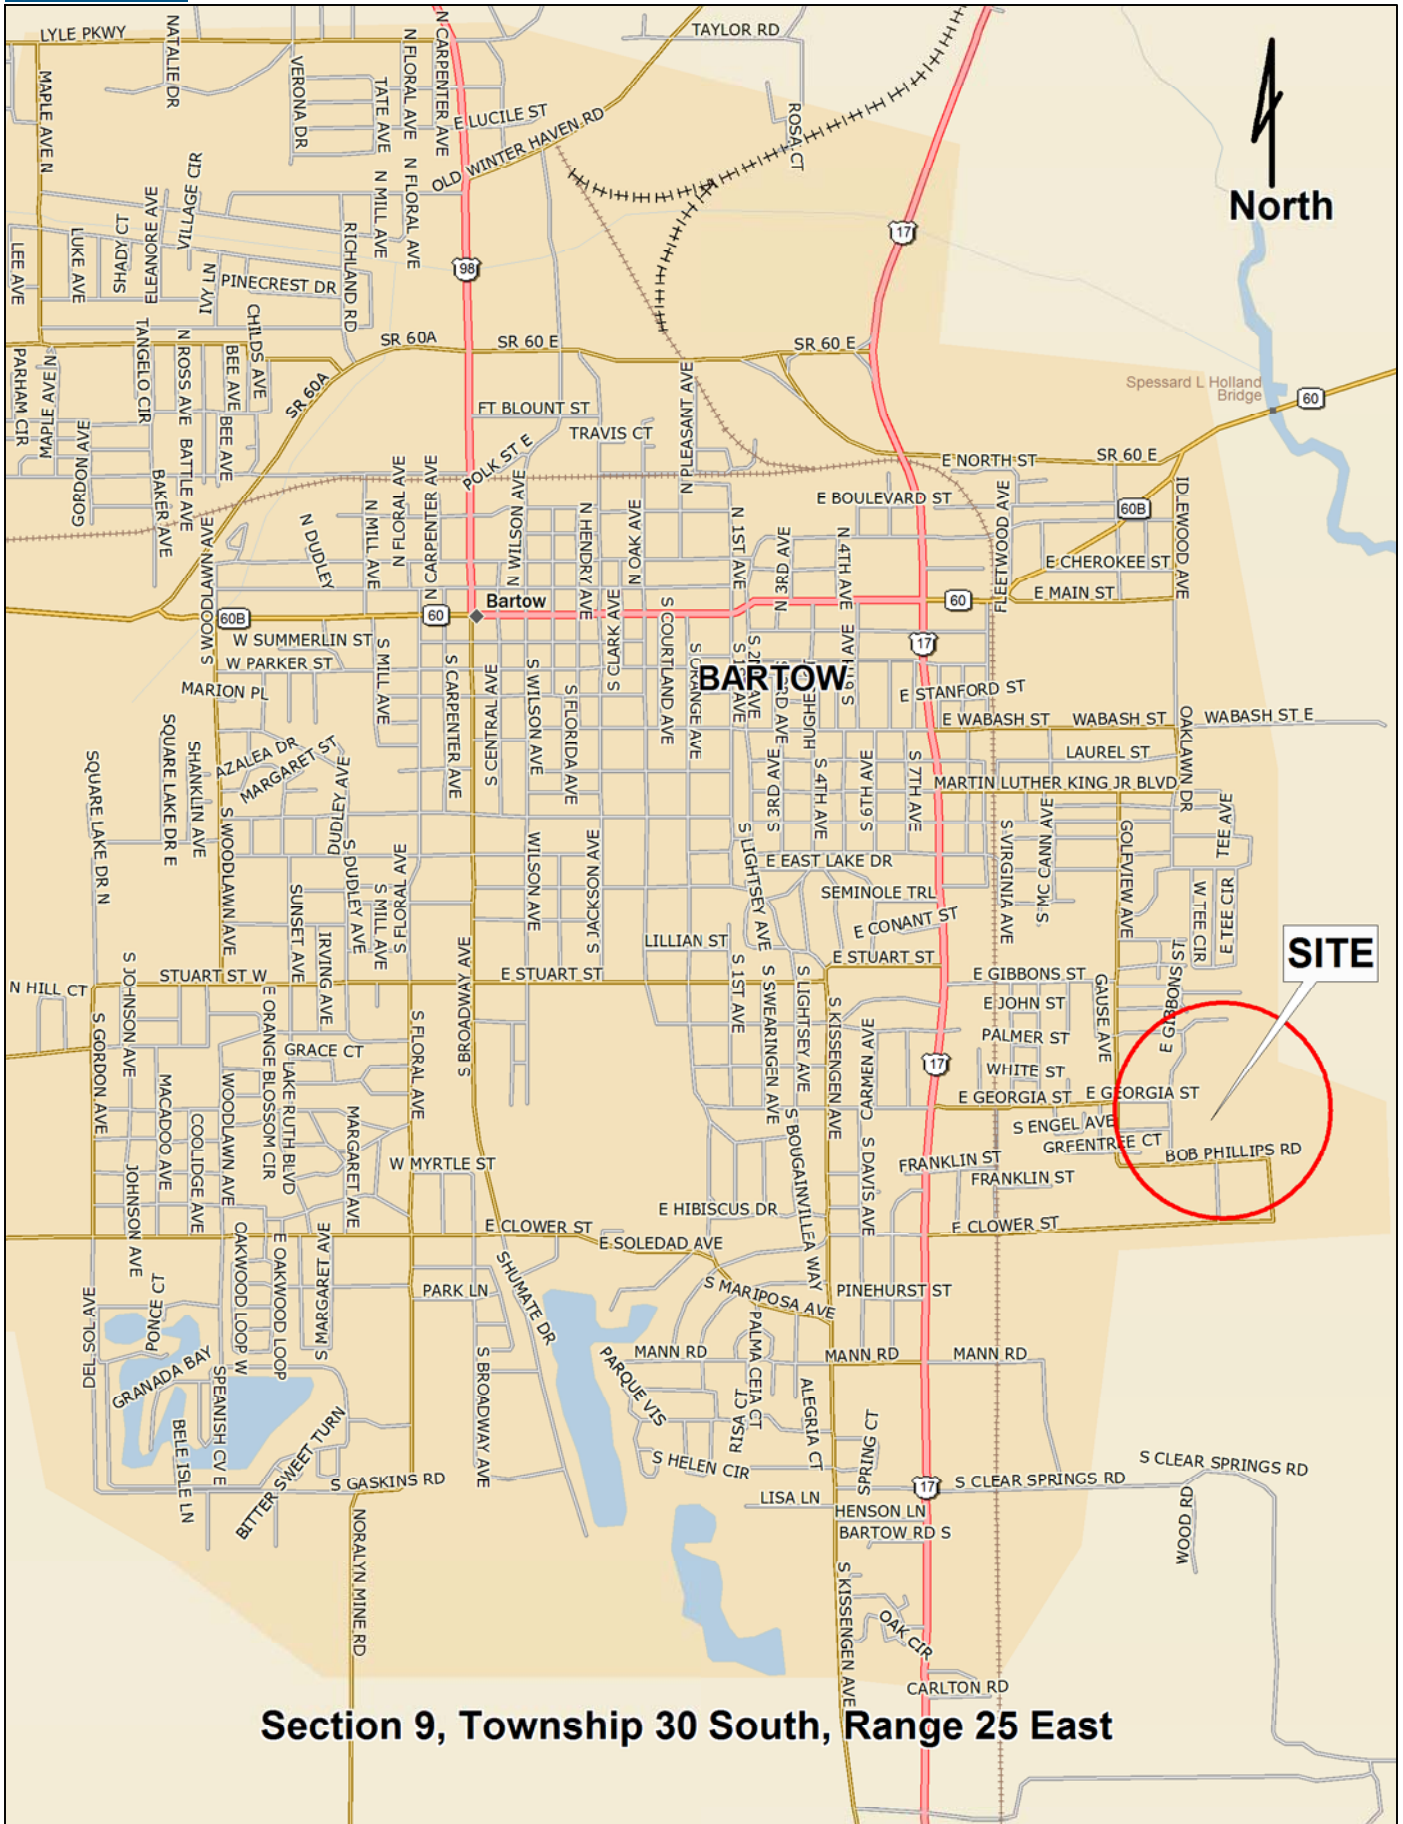 LYLE PKWY
NATALIE DR
N CARPENTER AVE
N FLORAL AVE
TAYLOR RD
MAPLE AVE N
VERONA DR
TATE AVE
E LUCILE ST
OLD WINTER HAVEN RD
ROSA CT
North
VILLAGE CIR
N MILL AVE
N FLORAL AVE
LEE AVE
LUKE AVE
SHADY CT
ELEANORE AVE
IVY LN
PINECREST DR
RICHLAND RD
98
17
TANGELO CIR
N ROSS AVE
CHILDS AVE
SR 60A
SR 60 E
SR 60 E
PARHAM CIR
MAPLE AVE N
BEE AVE
SR 60A
N PLEASANT AVE
Spessard L Holland
Bridge
60
FT BLOUNT ST
TRAVIS CT
GORDON AVE
BATTLE AVE
BEE AVE
POLK ST E
E NORTH ST
SR 60 E
BAKER AVE
N FLORAL AVE
N CARPENTER AVE
N WILSON AVE
E BOULEVARD ST
FLEETWOOD AVE
60B
IDLEWOOD AVE
S WOODLAWN AVE
N DUDLEY
N MILL AVE
N HENDRY AVE
N OAK AVE
N 1ST AVE
N 3RD AVE
N 4TH AVE
E CHEROKEE ST
E MAIN ST
60B
60
Bartow
60
W SUMMERLIN ST
W PARKER ST
MARION PL
S MILL AVE
S CARPENTER AVE
S CENTRAL AVE
S WILSON AVE
S FLORIDA AVE
S CLARK AVE
S COURTLAND AVE
S ORANGE AVE
BARTOW
17
E STANFORD ST
E WABASH ST
WABASH ST
OAKLAWN DR
WABASH ST E
SQUARE LAKE DR N
SQUARE LAKE DR E
SHANKLIN AVE
AZALEA DR
MARGARET ST
DUDLEY AVE
LAUREL ST
MARTIN LUTHER KING JR BLVD
S 3RD AVE
S 4TH AVE
S 6TH AVE
S 7TH AVE
S WOODLAWN AVE
S DUDLEY AVE
S FLORAL AVE
WILSON AVE
S JACKSON AVE
S LIGHTSEY AVE
E EAST LAKE DR
SEMINOLE TRL
E CONANT ST
S VIRGINIA AVE
S MC CANN AVE
GOLFVIEW AVE
TEE AVE
W TEE CIR
E TEE CIR
SUNSET AVE
IRVING AVE
S MILL AVE
LILLIAN ST
SITE
N HILL CT
S JOHNSON AVE
STUART ST W
S BROADWAY AVE
E STUART ST
S 1ST AVE
E STUART ST
E GIBBONS ST
E GIBBONS ST
S GORDON AVE
E ORANGE BLOSSOM CIR
GRACE CT
S FLORAL AVE
S SWEARINGEN AVE
S LIGHTSEY AVE
S KISSENGEN AVE
CARMEN AVE
E JOHN ST
PALMER ST
GAUSE AVE
17
WHITE ST
MACADOO AVE
COOLIDGE AVE
WOODLAWN AVE
LAKE RUTH BLVD
MARGARET AVE
E GEORGIA ST
E GEORGIA ST
S ENGEL AVE
GREENTREE CT
BOB PHILLIPS RD
JOHNSON AVE
W MYRTLE ST
S BOUGAINVILLEA WAY
S DAVIS AVE
FRANKLIN ST
FRANKLIN ST
E HIBISCUS DR
E CLOWER ST
E SOLEDAD AVE
E CLOWER ST
OAKWOOD LOOP W
E OAKWOOD LOOP
S MARGARET AVE
DEL SOL AVE
PONCE CT
PARK LN
SHUMATE DR
S MARIPOSA AVE
PINEHURST ST
GRANADA BAY
SPEANISH CV E
S BROADWAY AVE
PARQUE VIS
MANN RD
PALMA CEIA CT
MANN RD
MANN RD
BELE ISLE LN
BITTER SWEET TURN
RISA CT
ALEGRIA CT
SPRING CT
S GASKINS RD
S HELEN CIR
17
S CLEAR SPRINGS RD
S CLEAR SPRINGS RD
LISA LN
HENSON LN
BARTOW RD S
WOOD RD
NORALYN MINE RD
S KISSENGEN AVE
OAK CIR
CARLTON RD
Section 9, Township 30 South, Range 25 East